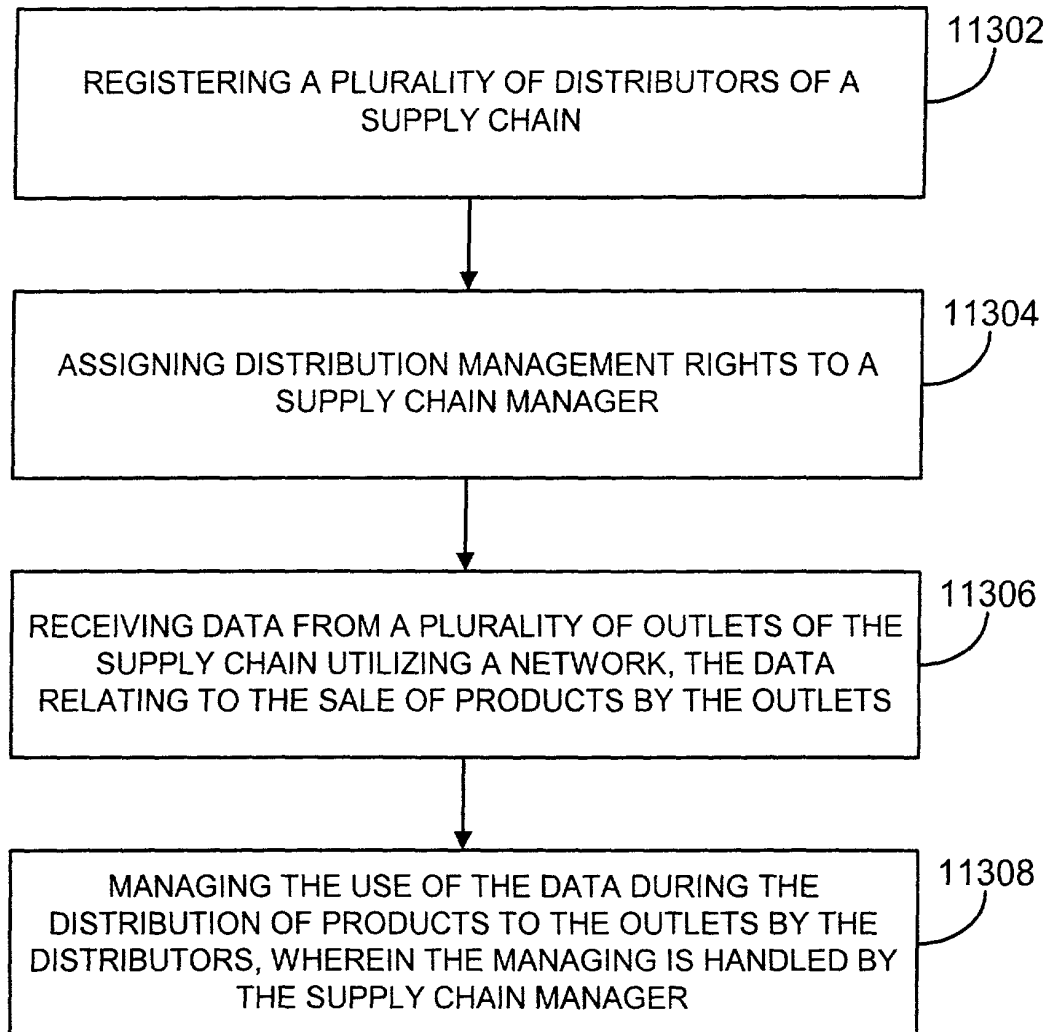 11302
REGISTERING A PLURALITY OF DISTRIBUTORS OF A
SUPPLY CHAIN
11304
ASSIGNING DISTRIBUTION MANAGEMENT RIGHTS TO A
SUPPLY CHAIN MANAGER
11306
RECEIVING DATA FROM A PLURALITY OF OUTLETS OF THE
SUPPLY CHAIN UTILIZING A NETWORK, THE DATA
RELATING TO THE SALE OF PRODUCTS BY THE OUTLETS
11308
MANAGING THE USE OF THE DATA DURING THE
DISTRIBUTION OF PRODUCTS TO THE OUTLETS BY THE
DISTRIBUTORS, WHEREIN THE MANAGING IS HANDLED BY
THE SUPPLY CHAIN MANAGER